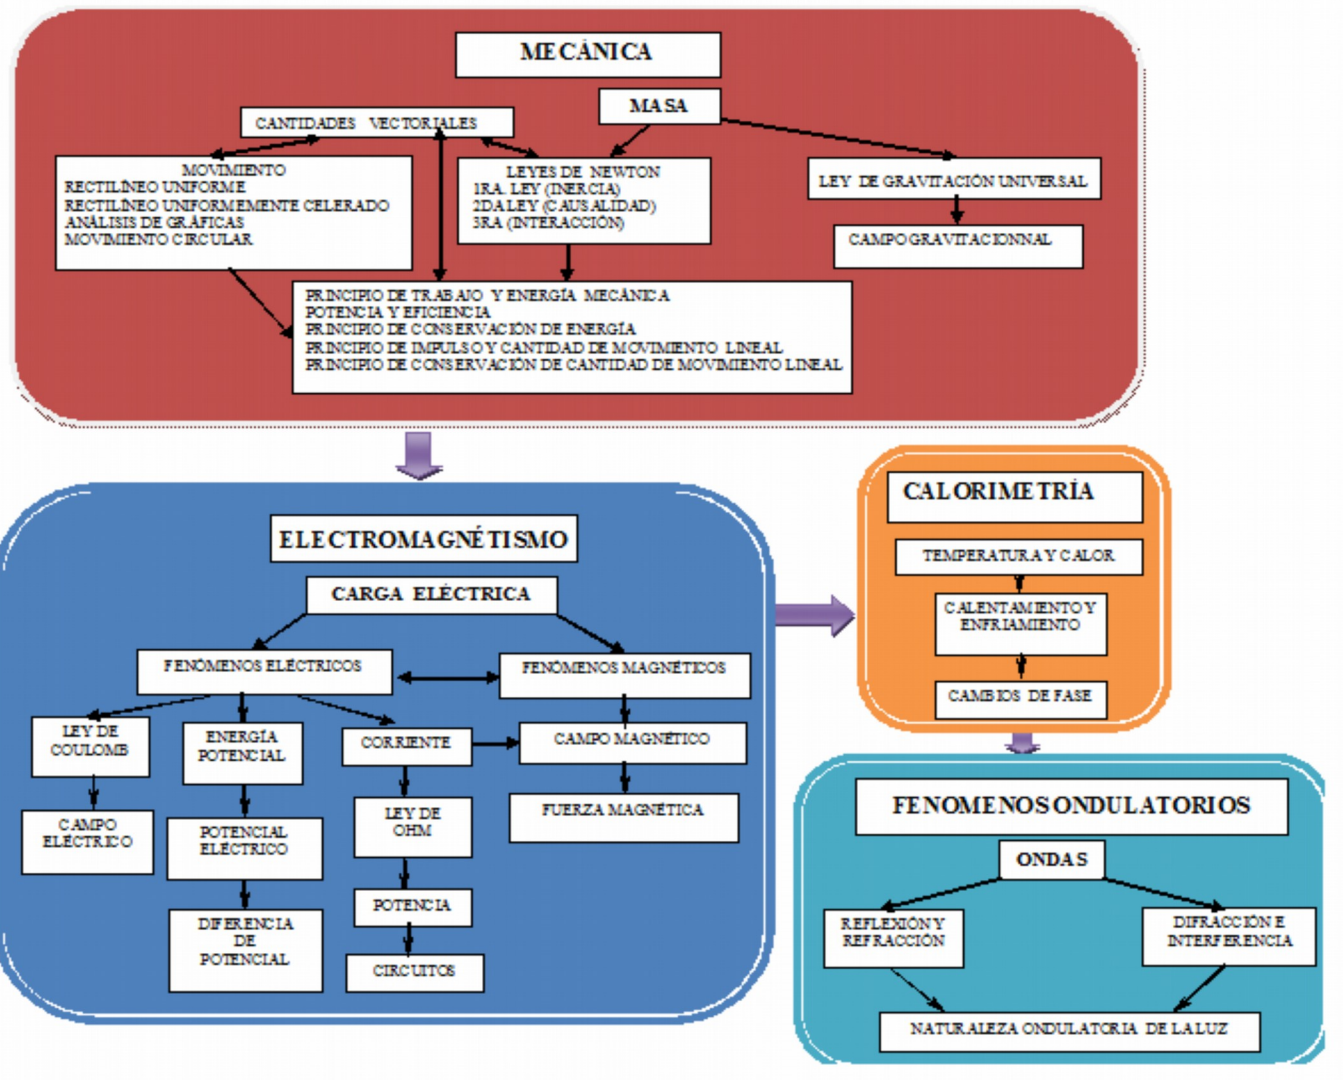 MECÁNICA
MASA
CANTIDADES VECTORIALES
MOVIMIENTO
RECTILÍNEO UNIFORME
RECTILÍNEO UNIFORMEMENTE CELERADO
ANÁLISIS DE GRÁFICAS
MOVIMIENTO CIRCULAR
LEYES DE NEWTON
1RA. LEY (INERCIA)
2DA LEY (CAUSALIDAD)
3RA (INTERACCIÓN)
LEY DE GRAVITACIÓN UNIVERSAL
CAMPO GRAVITACIONNAL
PRINCIPIO DE TRABAJO Y ENERGÍA MECÁNICA
POTENCIA Y EFICIENCIA
PRINCIPIO DE CONSERVACIÓN DE ENERGÍA
PRINCIPIO DE IMPULSO Y CANTIDAD DE MOVIMIENTO LINEAL
PRINCIPIO DE CONSERVACIÓN DE CANTIDAD DE MOVIMIENTO LINEAL
ELECTROMAGNÉTISMO
CARGA ELÉCTRICA
FENÓMENOS ELÉCTRICOS
FENÓMENOS MAGNÉTICOS
LEY DE
COULOMB
ENERGÍA
POTENCIAL
CORRIENTE
CAMPO MAGNÉTICO
CAMPO
ELÉCTRICO
POTENCIAL
ELÉCTRICO
LEY DE
OHM
FUERZA MAGNÉTICA
DIFERENCIA
DE
POTENCIAL
POTENCIA
CIRCUITOS
CALORIMETRÍA
TEMPERATURA Y CALOR
CALENTAMIENTO Y
ENFRIAMIENTO
CAMBIOS DE FASE
FENOMENOS ONDULATORIOS
ONDAS
REFLEXIÓN Y
REFRACCIÓN
DIFRACCIÓN E
INTERFERENCIA
NATURALEZA ONDULATORIA DE LA LUZ